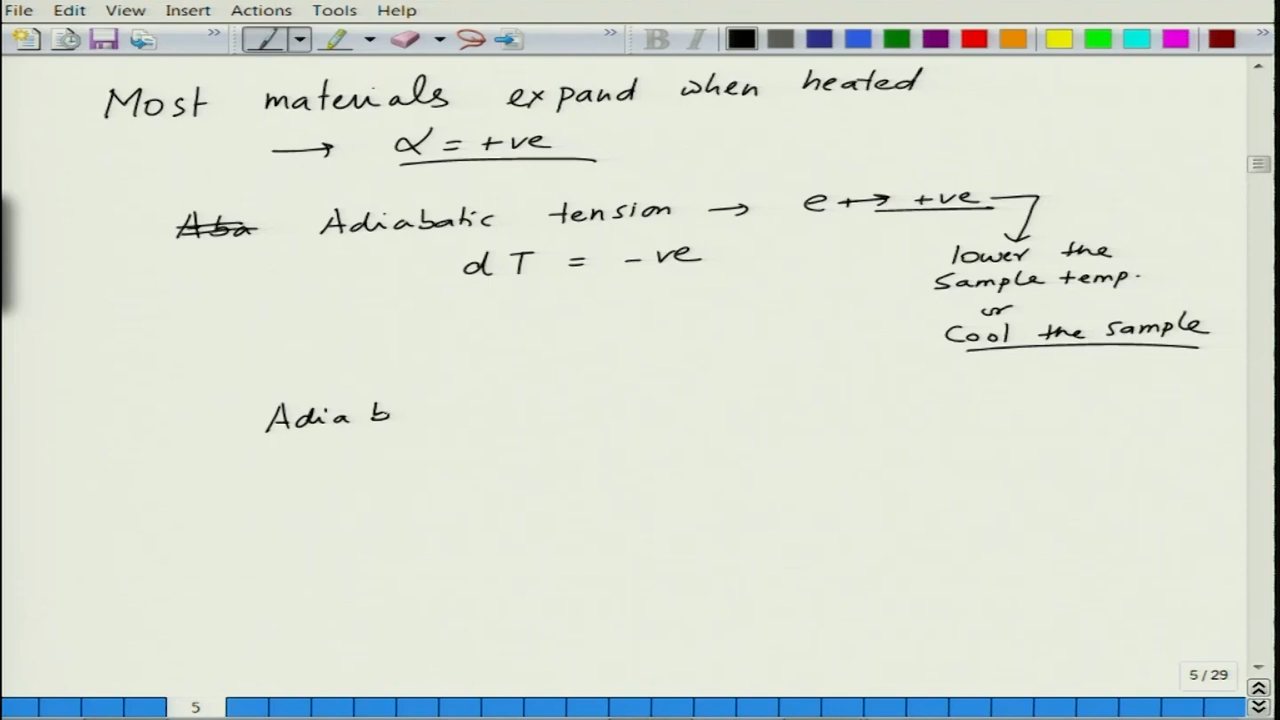 File Edit View Insert Actions Tools Help
B I
Most materials expand when heated
→ α = +ve
Aba Adiabatic tension → e ↔ +ve
dT = -ve
lower the
sample temp.
or
Cool the sample
Adiab
5 / 29
5